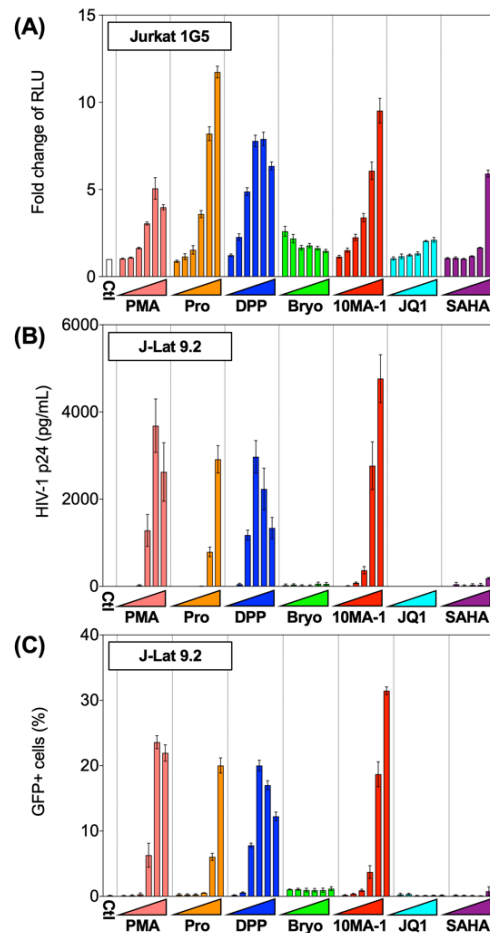 (A)
Jurkat 1G5
Fold change of RLU
15
10
5
0
Ctl
PMA Pro DPP Bryo 10MA-1 JQ1 SAHA
(B)
J-Lat 9.2
HIV-1 p24 (pg/mL)
6000
4000
2000
0
Ctl
PMA Pro DPP Bryo 10MA-1 JQ1 SAHA
(C)
J-Lat 9.2
GFP+ cells (%)
40
30
20
10
0
Ctl
PMA Pro DPP Bryo 10MA-1 JQ1 SAHA